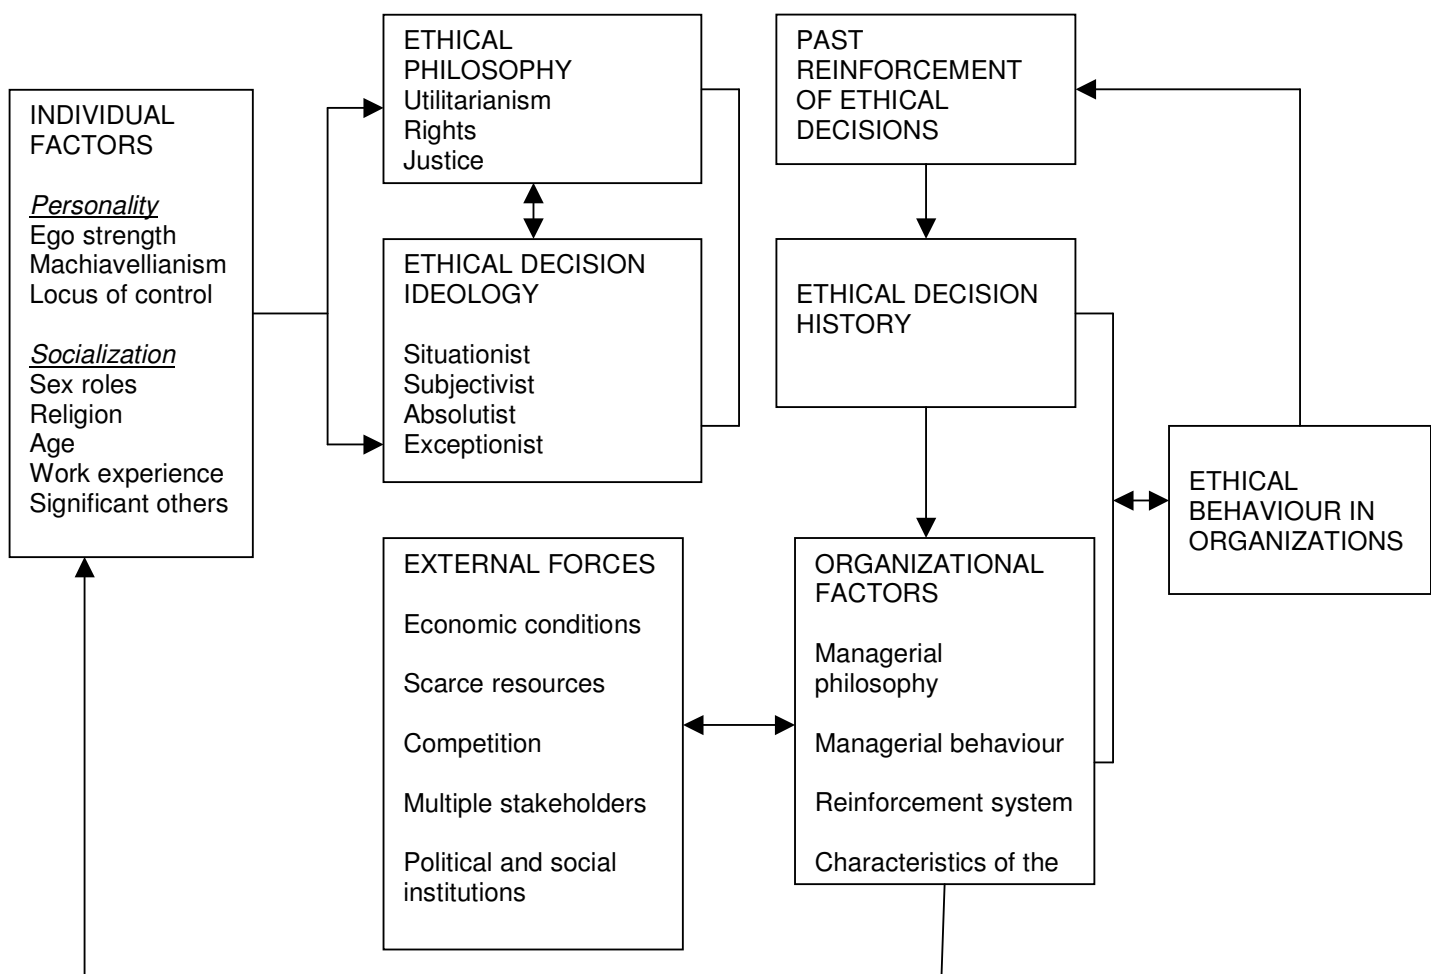 INDIVIDUAL
FACTORS
Personality
Ego strength
Machiavellianism
Locus of control
Socialization
Sex roles
Religion
Age
Work experience
Significant others
ETHICAL
PHILOSOPHY
Utilitarianism
Rights
Justice
ETHICAL DECISION
IDEOLOGY
Situationist
Subjectivist
Absolutist
Exceptionist
EXTERNAL FORCES
Economic conditions
Scarce resources
Competition
Multiple stakeholders
Political and social
institutions
PAST
REINFORCEMENT
OF ETHICAL
DECISIONS
ETHICAL DECISION
HISTORY
ORGANIZATIONAL
FACTORS
Managerial
philosophy
Managerial behaviour
Reinforcement system
Characteristics of the
ETHICAL
BEHAVIOUR IN
ORGANIZATIONS